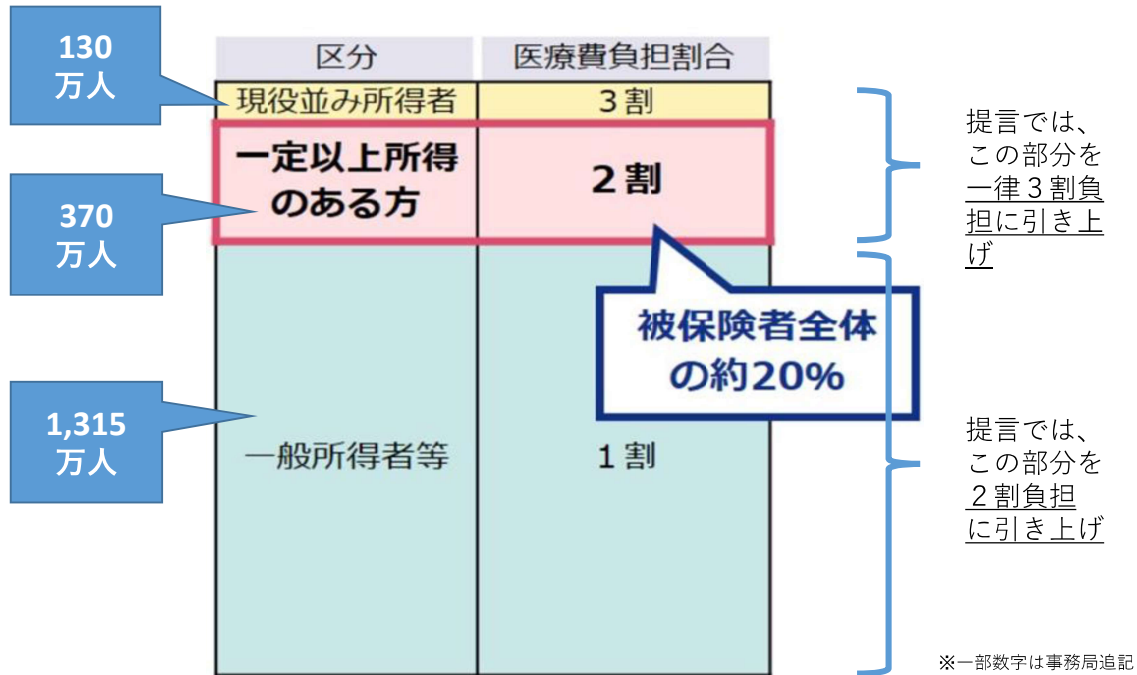 130
万人
区分
医療費負担割合
現役並み所得者
３割
一定以上所得
のある方
２割
370
万人
提言では、
この部分を
一律３割負
担に引き上
げ
被保険者全体
の約20%
1,315
万人
一般所得者等
１割
提言では、
この部分を
２割負担
に引き上げ
※一部数字は事務局追記